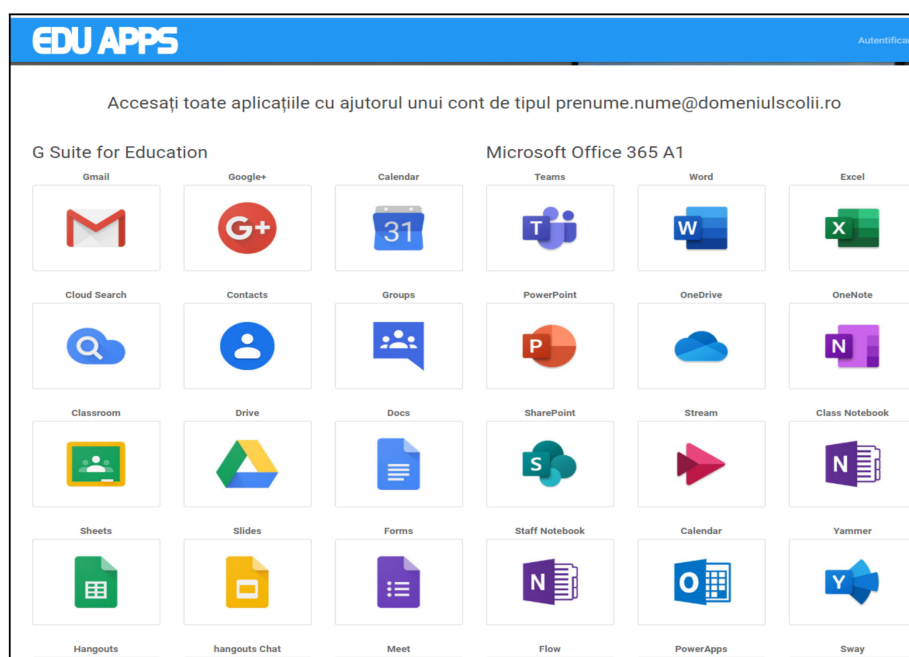 EDU APPS
Accesați toate aplicațiile cu ajutorul unui cont de tipul prenume.nume@domeniulscolii.ro
G Suite for Education
Microsoft Office 365 A1
Gmail Google+ Calendar Teams Word Excel
G+ 31 T W X
Cloud Search Contacts Groups PowerPoint OneDrive OneNote
P N
Classroom Drive Docs SharePoint Stream Class Notebook
S N
Sheets Slides Forms Staff Notebook Calendar Yammer
N O Y
Hangouts hangouts Chat Meet Flow PowerApps Sway